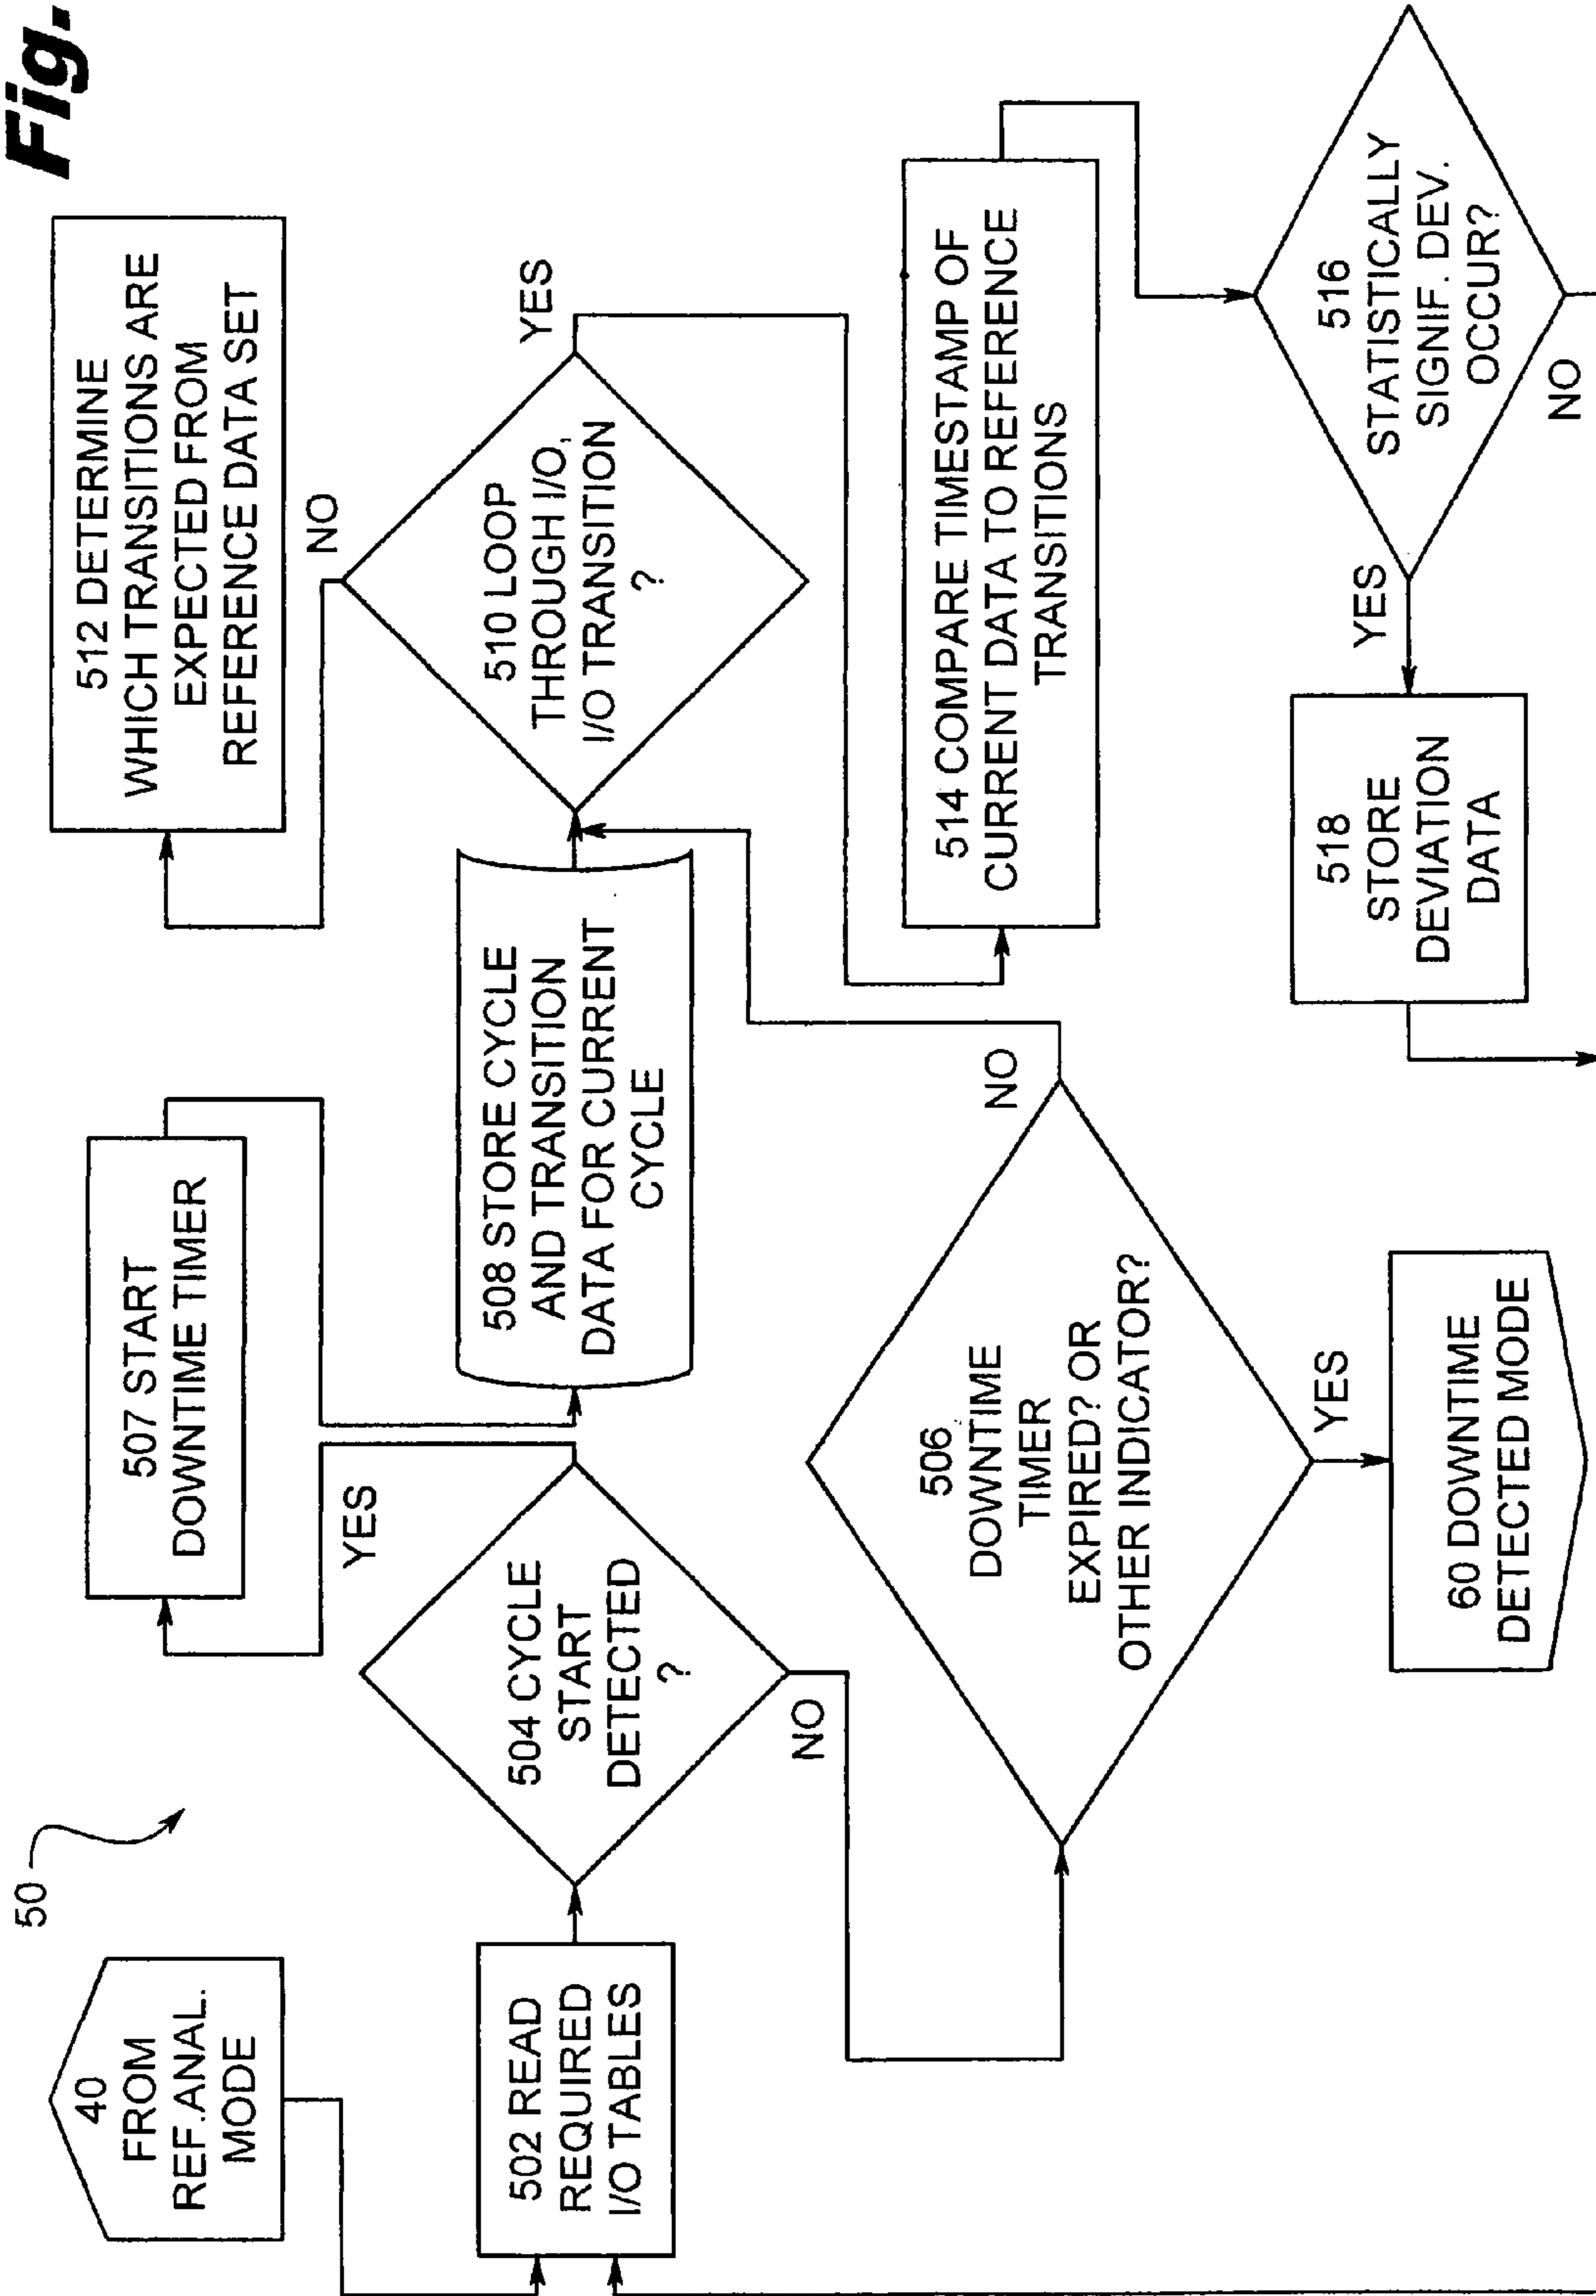 Fig.
50
40
FROM
REF.ANAL.
MODE
502 READ
REQUIRED
I/O TABLES
504 CYCLE
START
DETECTED
?
YES
NO
507 START
DOWNTIME TIMER
506
DOWNTIME
TIMER
EXPIRED? OR
OTHER INDICATOR?
NO
YES
60 DOWNTIME
DETECTED MODE
508 STORE CYCLE
AND TRANSITION
DATA FOR CURRENT
CYCLE
510 LOOP
THROUGH I/O,
I/O TRANSITION
?
NO
YES
512 DETERMINE
WHICH TRANSITIONS ARE
EXPECTED FROM
REFERENCE DATA SET
514 COMPARE TIMESTAMP OF
CURRENT DATA TO REFERENCE
TRANSITIONS
516
STATISTICALLY
SIGNIF. DEV.
OCCUR?
YES
NO
518
STORE
DEVIATION
DATA